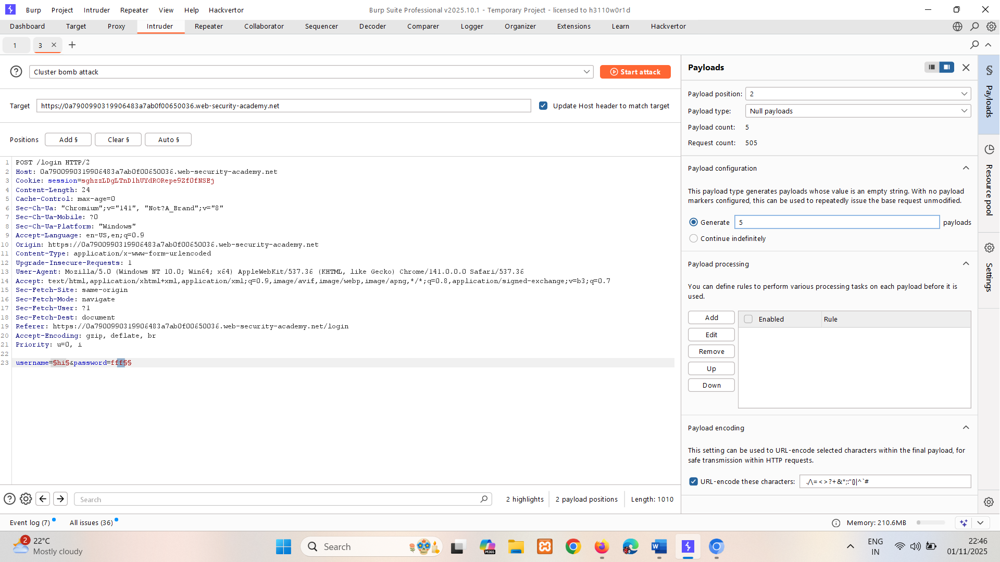 Burp Project Intruder Repeater View Help Hackvertor Burp Suite Professional v2025.10.1 - Temporary Project - licensed to h3110w0r1d
Dashboard Target Proxy Intruder Repeater Collaborator Sequencer Decoder Comparer Logger Organizer Extensions Learn Hackvertor
1 3
Cluster bomb attack Start attack
Target https://0a7900990319906483a7ab0f00650036.web-security-academy.net Update Host header to match target
Positions Add § Clear § Auto §
1 POST /login HTTP/2
2 Host: 0a7900990319906483a7ab0f00650036.web-security-academy.net
3 Cookie: session=sghzzLDgLTnD1hUYdRORepe9ZfOfNSEj
4 Content-Length: 24
5 Cache-Control: max-age=0
6 Sec-Ch-Ua: "Chromium";v="141", "Not?A_Brand";v="8"
7 Sec-Ch-Ua-Mobile: ?0
8 Sec-Ch-Ua-Platform: "Windows"
9 Accept-Language: en-US,en;q=0.9
10 Origin: https://0a7900990319906483a7ab0f00650036.web-security-academy.net
11 Content-Type: application/x-www-form-urlencoded
12 Upgrade-Insecure-Requests: 1
13 User-Agent: Mozilla/5.0 (Windows NT 10.0; Win64; x64) AppleWebKit/537.36 (KHTML, like Gecko) Chrome/141.0.0.0 Safari/537.36
14 Accept: text/html,application/xhtml+xml,application/xml;q=0.9,image/avif,image/webp,image/apng,*/*;q=0.8,application/signed-exchange;v=b3;q=0.7
15 Sec-Fetch-Site: same-origin
16 Sec-Fetch-Mode: navigate
17 Sec-Fetch-User: ?1
18 Sec-Fetch-Dest: document
19 Referer: https://0a7900990319906483a7ab0f00650036.web-security-academy.net/login
20 Accept-Encoding: gzip, deflate, br
21 Priority: u=0, i
22
23 username=§hi§&password=fff§§
Search 2 highlights 2 payload positions Length: 1010
Payloads
Payload position: 2
Payload type: Null payloads
Payload count: 5
Request count: 505
Payload configuration
This payload type generates payloads whose value is an empty string. With no payload
markers configured, this can be used to repeatedly issue the base request unmodified.
Generate 5 payloads
Continue indefinitely
Payload processing
You can define rules to perform various processing tasks on each payload before it is
used.
Add Enabled Rule
Edit
Remove
Up
Down
Payload encoding
This setting can be used to URL-encode selected characters within the final payload, for
safe transmission within HTTP requests.
URL-encode these characters: ./\=<>?+&*;:"{}|^`#
§ Payloads
Resource pool
Settings
Event log (7) All issues (36) Memory: 210.6MB
2 22°C
Mostly cloudy
Search
M365
W
ENG
IN
22:46
01/11/2025